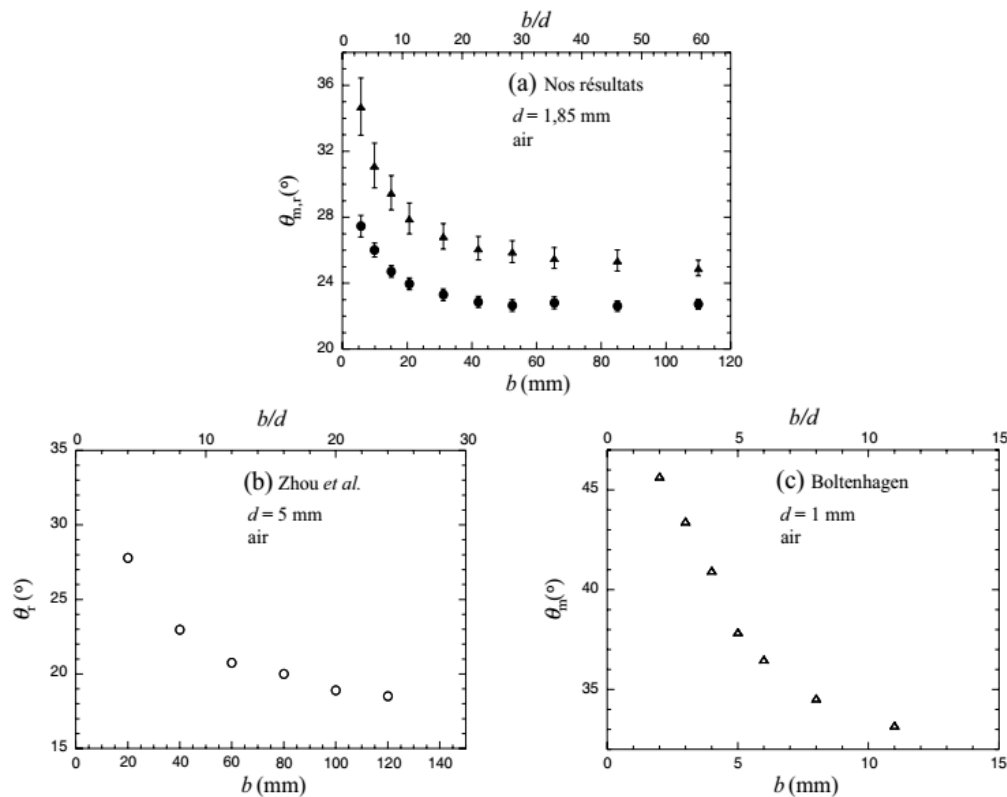 b/d
0 10 20 30 40 50 60
(a) Nos résultats
d = 1,85 mm
air
36
32
28
24
20
θm,r(°)
0 20 40 60 80 100 120
b (mm)
b/d
0 10 20 30
(b) Zhou et al.
d = 5 mm
air
35
30
25
20
15
θr(°)
20 40 60 80 100 120 140
b (mm)
b/d
0 5 10 15
(c) Boltenhagen
d = 1 mm
air
45
40
35
θm(°)
0 5 10 15
b (mm)